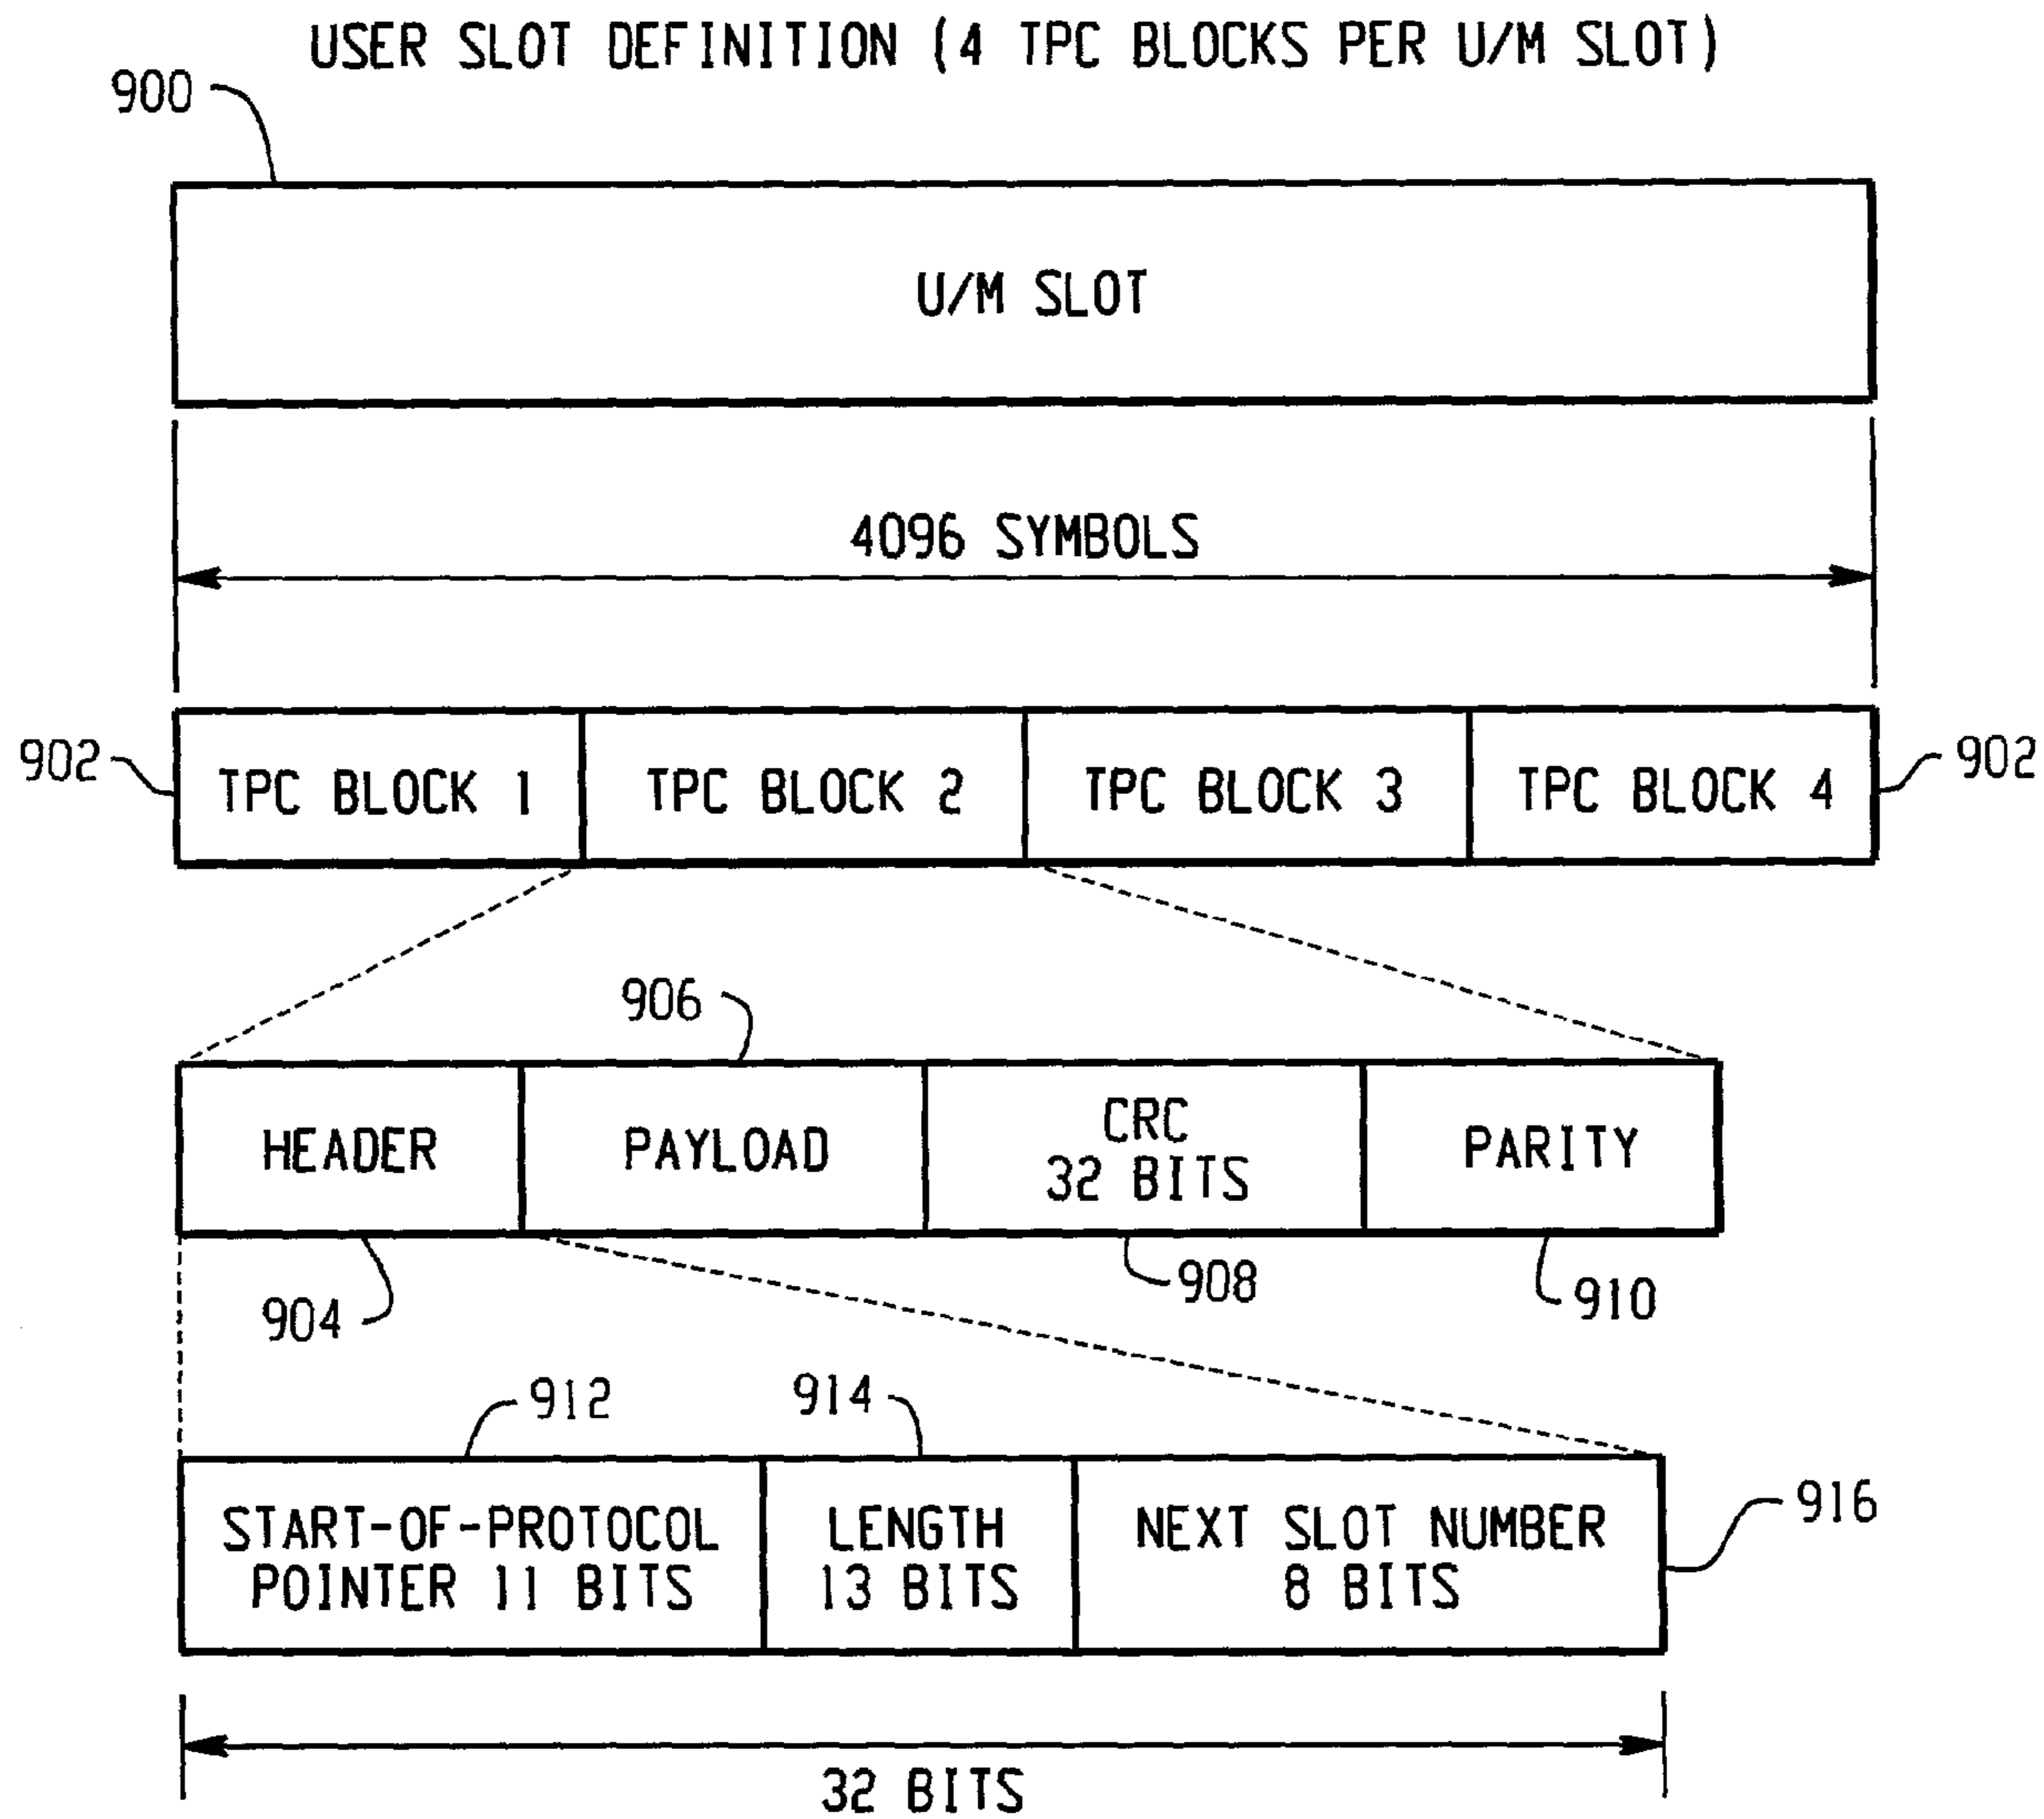 USER SLOT DEFINITION (4 TPC BLOCKS PER U/M SLOT)
900
U/M SLOT
4096 SYMBOLS
902
TPC BLOCK 1
TPC BLOCK 2
TPC BLOCK 3
TPC BLOCK 4
902
906
HEADER
PAYLOAD
CRC
32 BITS
PARITY
904
908
910
912
914
START-OF-PROTOCOL
POINTER 11 BITS
LENGTH
13 BITS
NEXT SLOT NUMBER
8 BITS
916
32 BITS